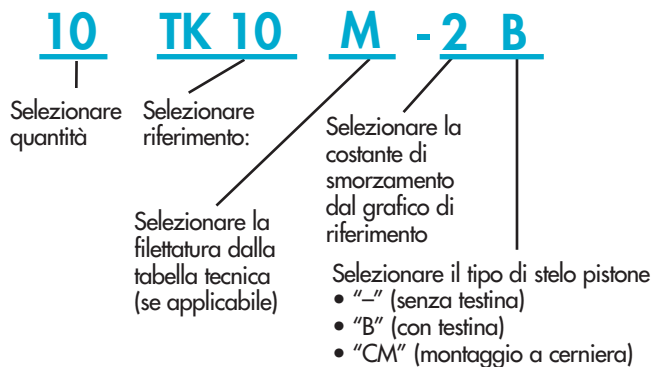 10 TK 10 M - 2 B
Selezionare
quantità
Selezionare
riferimento:
Selezionare la
filettatura dalla
tabella tecnica
(se applicabile)
Selezionare la
costante di
smorzamento
dal grafico di
riferimento
Selezionare il tipo di stelo pistone
• “–” (senza testina)
• “B” (con testina)
• “CM” (montaggio a cerniera)